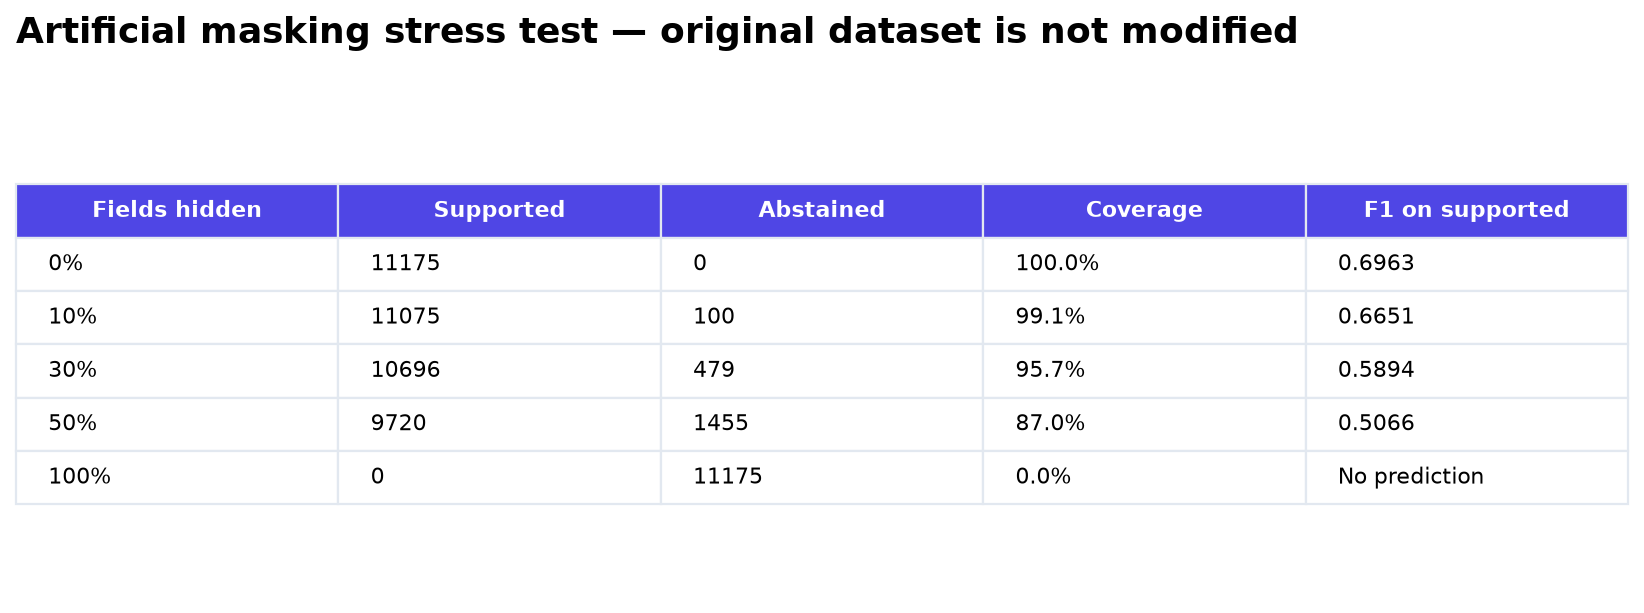 Artificial masking stress test — original dataset is not modified
Fields hidden Supported Abstained Coverage F1 on supported
0% 11175 0 100.0% 0.6963
10% 11075 100 99.1% 0.6651
30% 10696 479 95.7% 0.5894
50% 9720 1455 87.0% 0.5066
100% 0 11175 0.0% No prediction